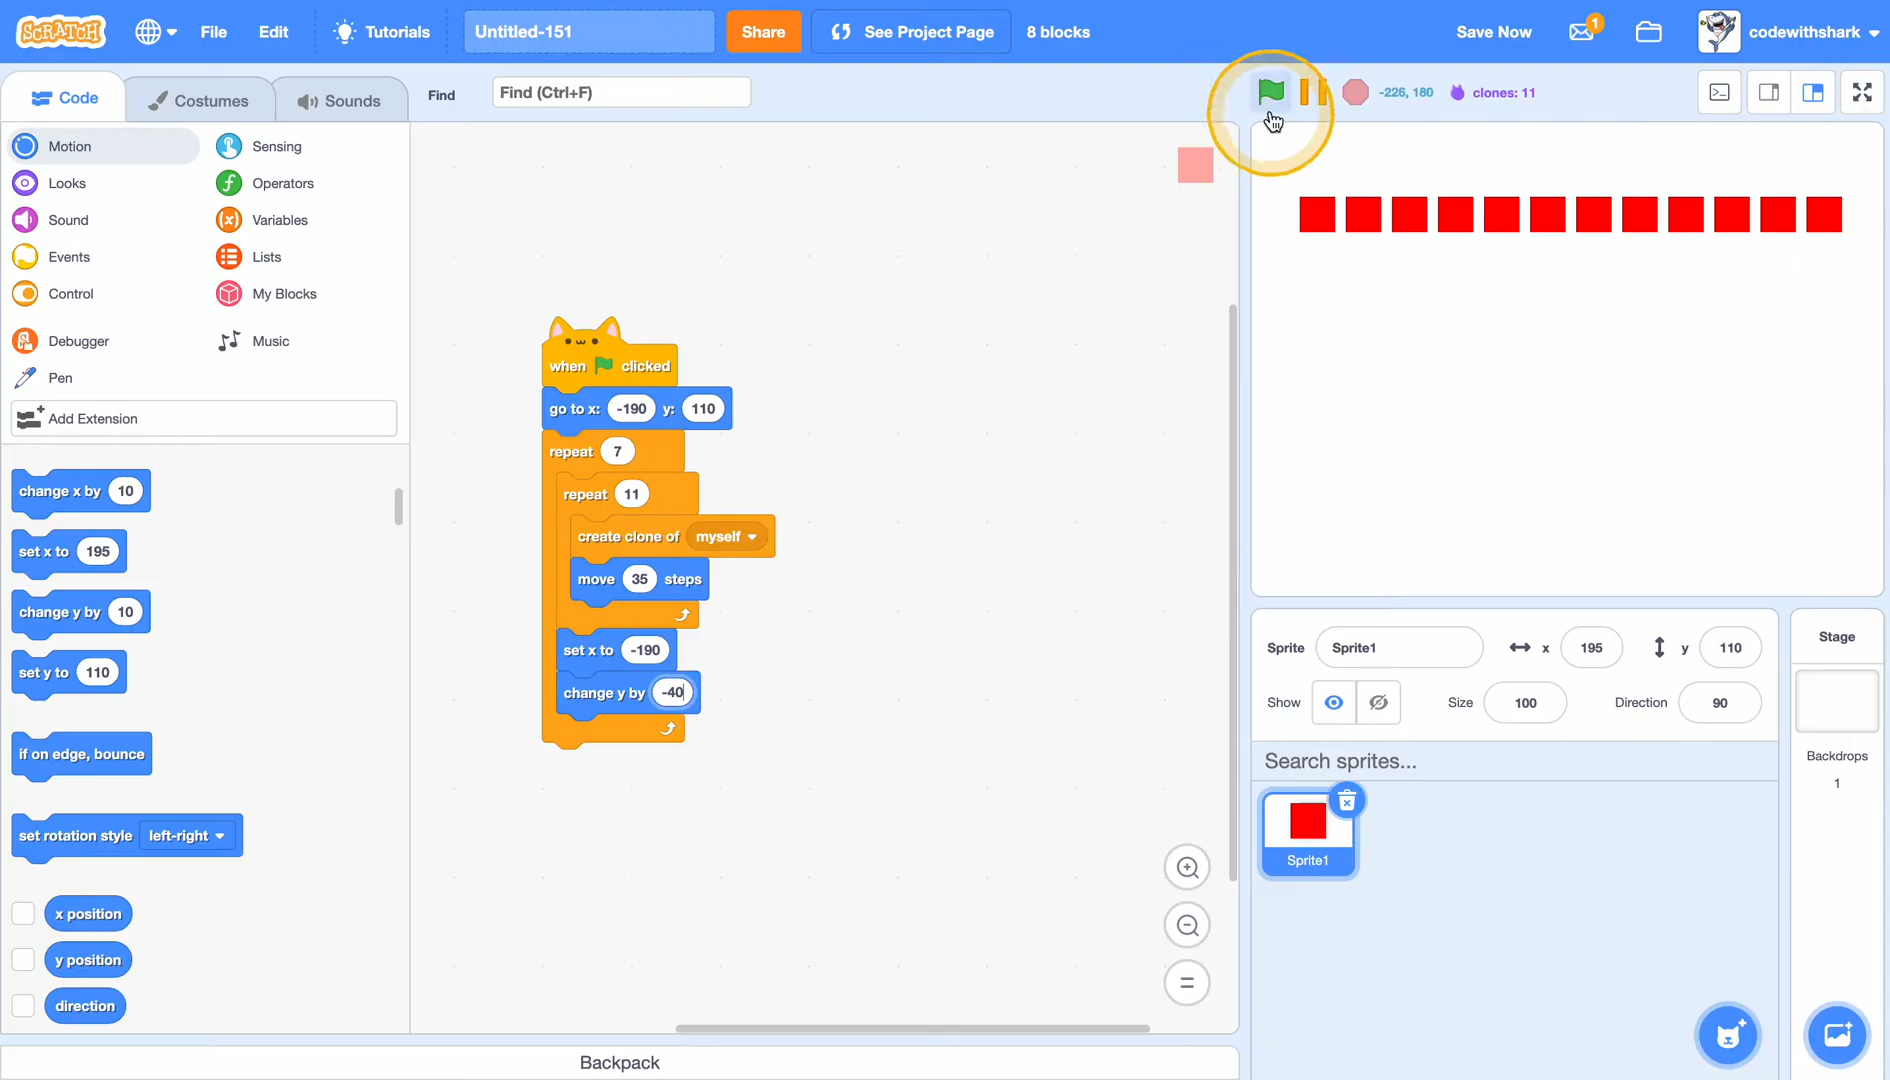 SCRATCH File Edit Tutorials Untitled-151 Share See Project Page 8 blocks Save Now 1 codewithshark
Code Costumes Sounds Find Find (Ctrl+F) -226, 180 clones: 11
Motion Sensing
Looks Operators
Sound Variables
Events Lists
Control My Blocks
Debugger Music
Pen
Add Extension
change x by 10
set x to 195
change y by 10
set y to 110
if on edge, bounce
set rotation style left-right
x position
y position
direction
when clicked
go to x: -190 y: 110
repeat 7
repeat 11
create clone of myself
move 35 steps
set x to -190
change y by -40
Sprite Sprite1 x 195 y 110
Show Size 100 Direction 90
Search sprites...
Sprite1
Stage
Backdrops
1
Backpack